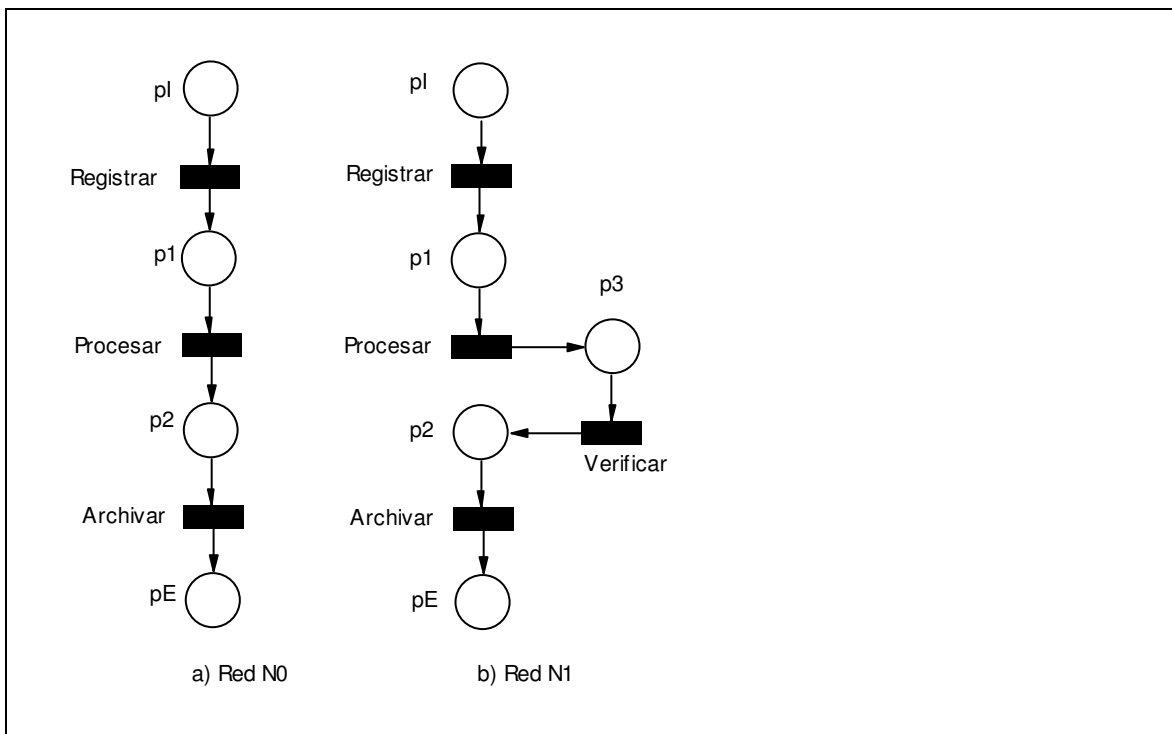 pI
Registrar
p1
Procesar
p2
Archivar
pE
a) Red N0
pI
Registrar
p1
p3
Procesar
p2
Verificar
Archivar
pE
b) Red N1